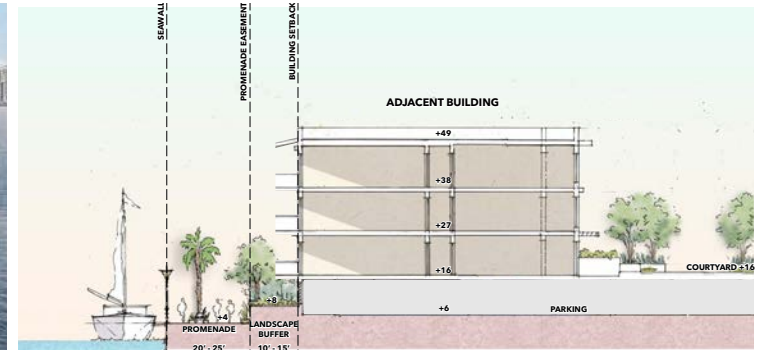 SEAWALL
PROMENADE EASEMENT
BUILDING SETBACK
ADJACENT BUILDING
+49
+38
+27
+16
COURTYARD +16
+8
+4
+6
PARKING
PROMENADE
LANDSCAPE
BUFFER
20' - 25'
10' - 15'